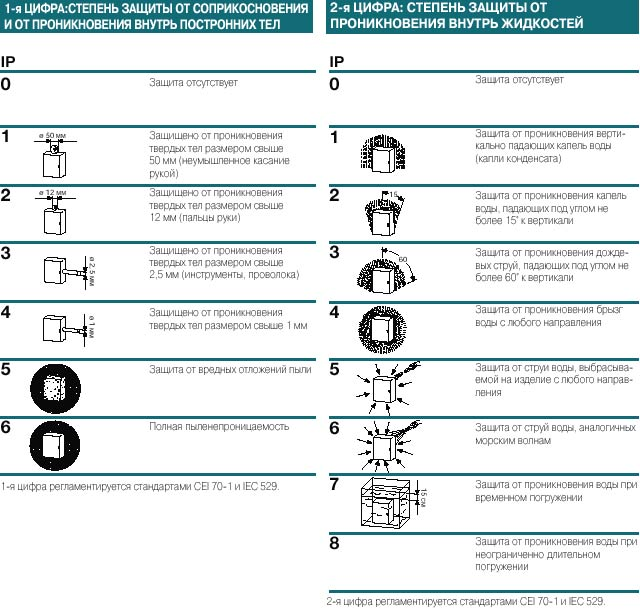 1-я ЦИФРА:СТЕПЕНЬ ЗАЩИТЫ ОТ СОПРИКОСНОВЕНИЯ
И ОТ ПРОНИКНОВЕНИЯ ВНУТРЬ ПОСТРОННИХ ТЕЛ
IP
0
Защита отсутствует
1
ø 50 мм
Защищено от проникновения
твердых тел размером свыше
50 мм (неумышленное касание
рукой)
2
ø 12 мм
Защищено от проникновения
твердых тел размером свыше
12 мм (пальцы руки)
3
ø 2,5 мм
Защищено от проникновения
твердых тел размером свыше
2,5 мм (инструменты, проволока)
4
ø 1 мм
Защищено от проникновения
твердых тел размером свыше 1 мм
5
Защита от вредных отложений пыли
6
Полная пыленепроницаемость
1-я цифра регламентируется стандартами CEI 70-1 и IEC 529.
2-я ЦИФРА: СТЕПЕНЬ ЗАЩИТЫ ОТ
ПРОНИКНОВЕНИЯ ВНУТРЬ ЖИДКОСТЕЙ
IP
0
Защита отсутствует
1
Защита от проникновения верти-
кально падающих капель воды
(капли конденсата)
2
15
Защита от проникновения капель
воды, падающих под углом не
более 15˚ к вертикали
3
60
Защита от проникновения дожде-
вых струй, падающих под углом не
более 60˚ к вертикали
4
Защита от проникновения брызг
воды с любого направления
5
Защита от струи воды, выбрасыва-
емой на изделие с любого направ-
ления
6
Защита от струй воды, аналогичных
морским волнам
7
15 см
Защита от проникновения воды при
временном погружении
8
Защита от проникновения воды при
неограниченно длительном
погружении
2-я цифра регламентируется стандартами CEI 70-1 и IEC 529.